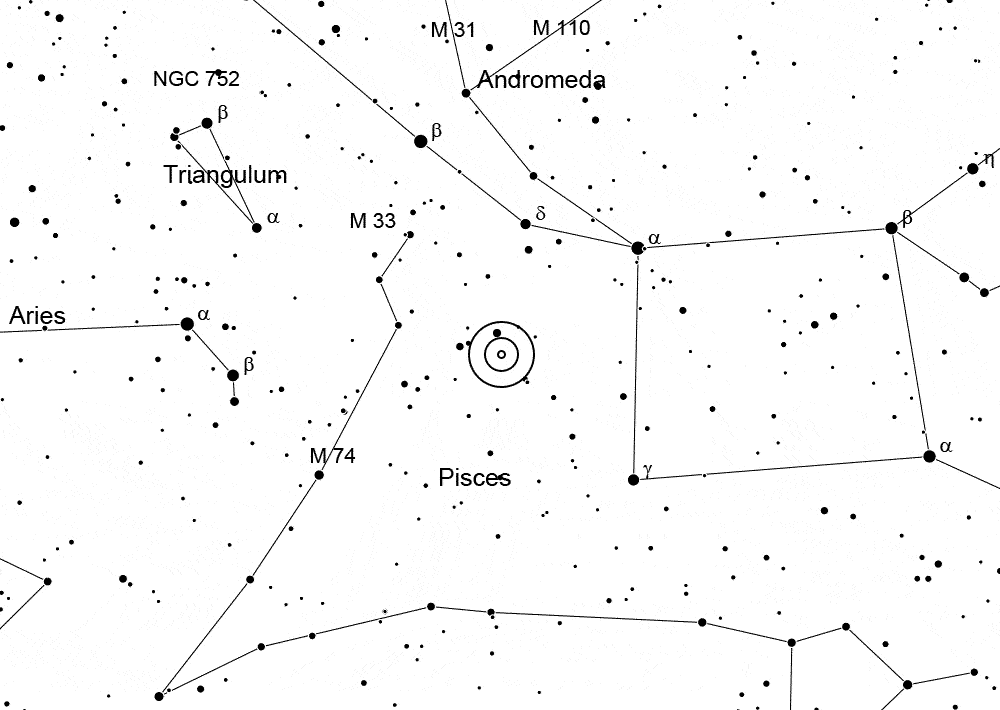 M 31
M 110
NGC 752
Andromeda
β
β
η
Triangulum
α
M 33
δ
β
α
Aries
α
β
M 74
α
Pisces
γ